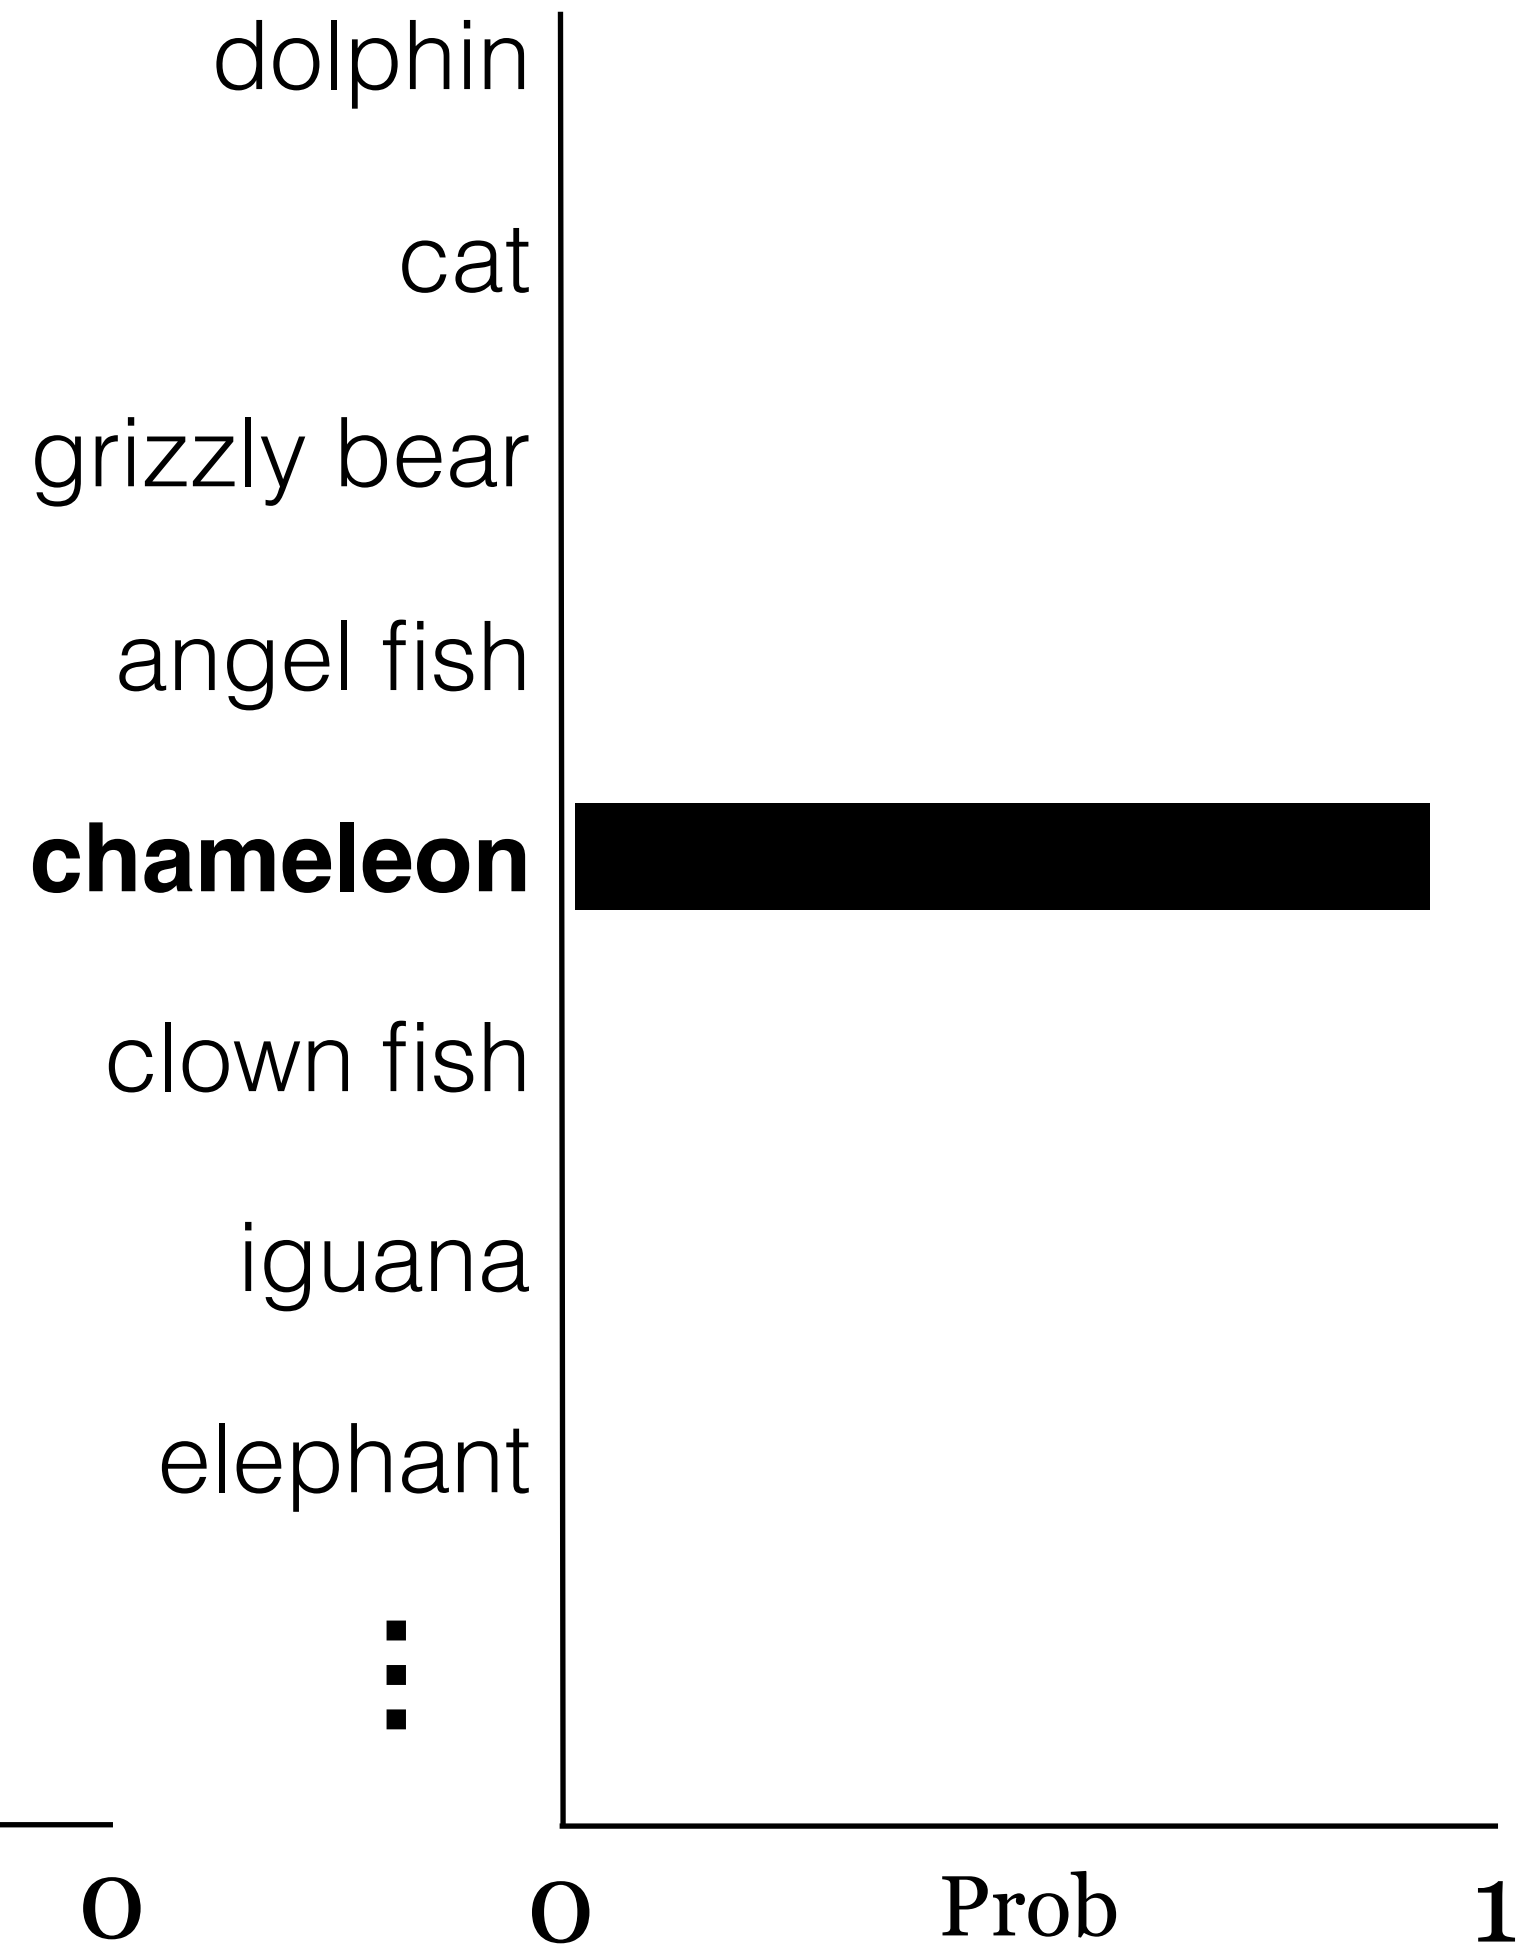 dolphin
cat
grizzly bear
angel fish
chameleon
clown fish
iguana
elephant
⋮
0 0 Prob 1